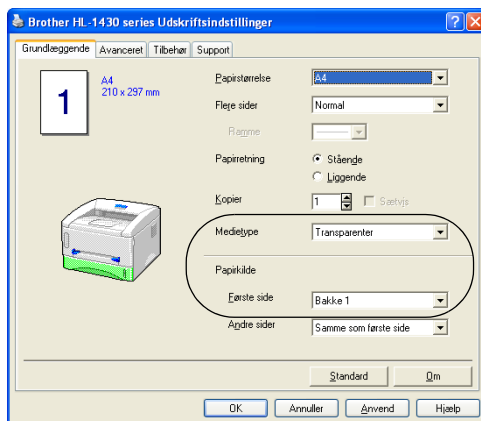 Brother HL-1430 series Udskriftsindstillinger
Grundlæggende Avanceret Tilbehør Support
1
A4
210 x 297 mm
Papirstørrelse A4
Flere sider Normal
Ramme
Papirretning Stående
Liggende
Kopier 1 Sætvis
Medietype Transparenter
Papirkilde
Første side Bakke 1
Andre sider Samme som første side
Standard Om
OK Annuller Anvend Hjælp